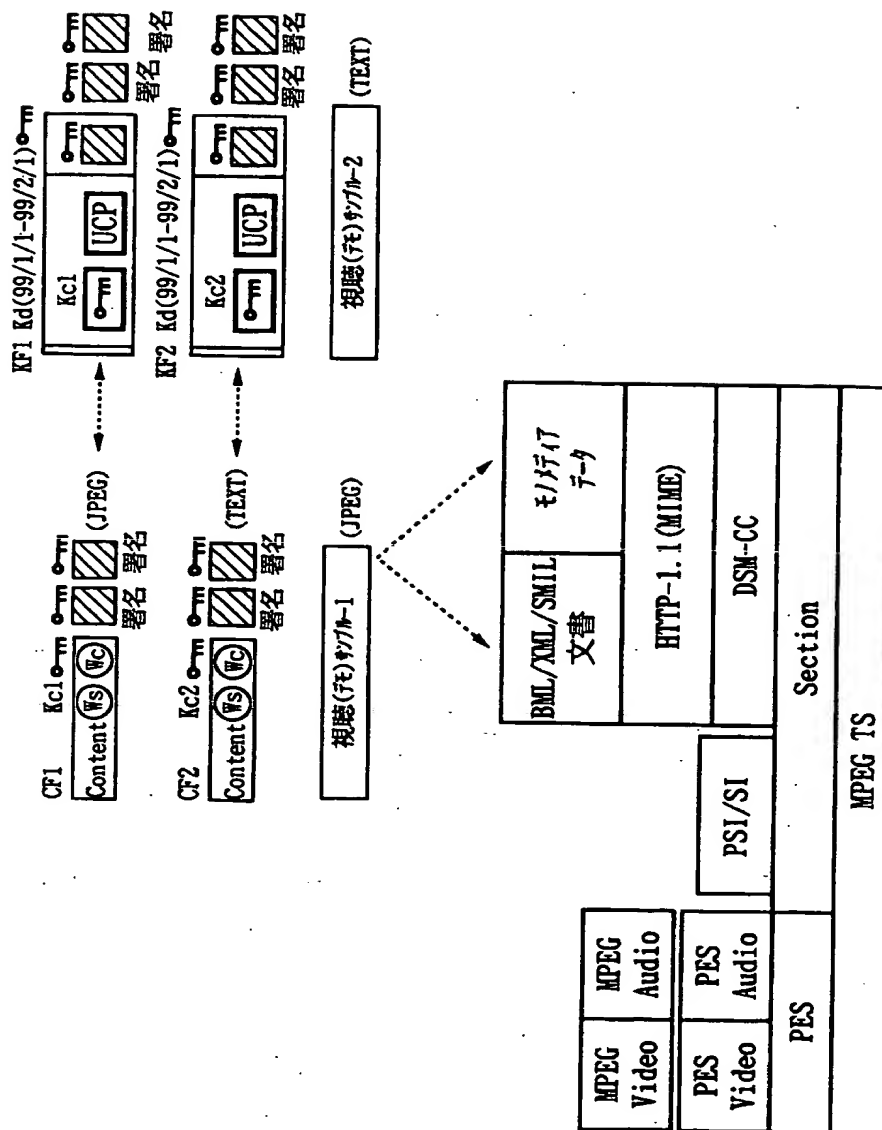 CF1
Kc1
Content Ws Wc
署名
署名
(JPEG)
KF1 Kd(99/1/1-99/2/1)
Kc1
UCP
署名
署名
CF2
Kc2
Content Ws Wc
署名
署名
(TEXT)
KF2 Kd(99/1/1-99/2/1)
Kc2
UCP
署名
署名
視聴(デモ)サンプル-1
(JPEG)
視聴(デモ)サンプル-2
(TEXT)
BML/XML/SMIL
文書
モノメディア
データ
HTTP-1.1(MIME)
DSM-CC
MPEG
Video
MPEG
Audio
PES
Video
PES
Audio
PSI/SI
PES
Section
MPEG TS